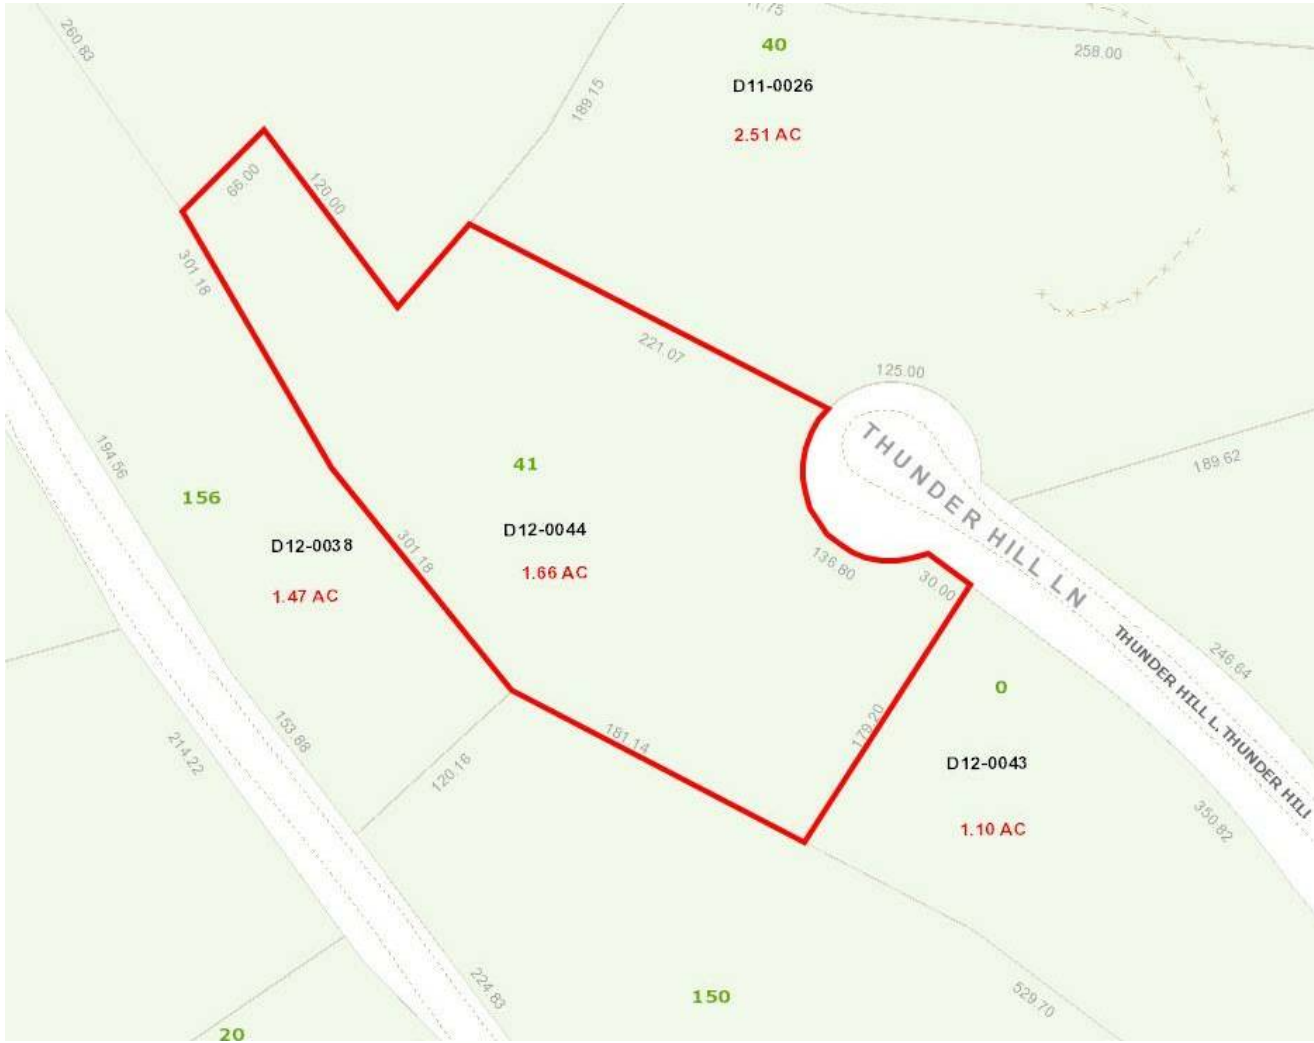 260.83
40
258.00
D11-0026
189.15
2.51 AC
66.00
120.00
301.18
221.07
125.00
THUNDER HILL LN
189.62
194.56
41
156
D12-0044
D12-0038
301.18
1.66 AC
136.80
30.00
1.47 AC
THUNDER HILL L. THUNDER HILI
246.64
0
153.68
181.14
179.20
214.22
120.16
D12-0043
1.10 AC
350.82
224.83
150
529.70
20